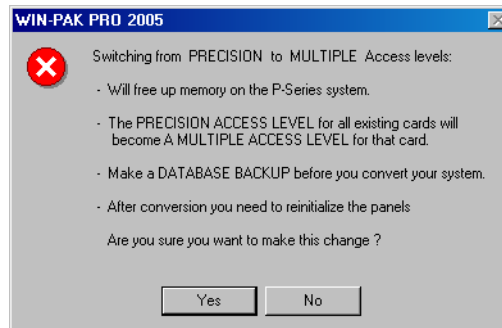 WIN-PAK PRO 2005
Switching from PRECISION to MULTIPLE Access levels:
- Will free up memory on the P-Series system.
- The PRECISION ACCESS LEVEL for all existing cards will
become A MULTIPLE ACCESS LEVEL for that card.
- Make a DATABASE BACKUP before you convert your system.
- After conversion you need to reinitialize the panels
Are you sure you want to make this change ?
Yes
No